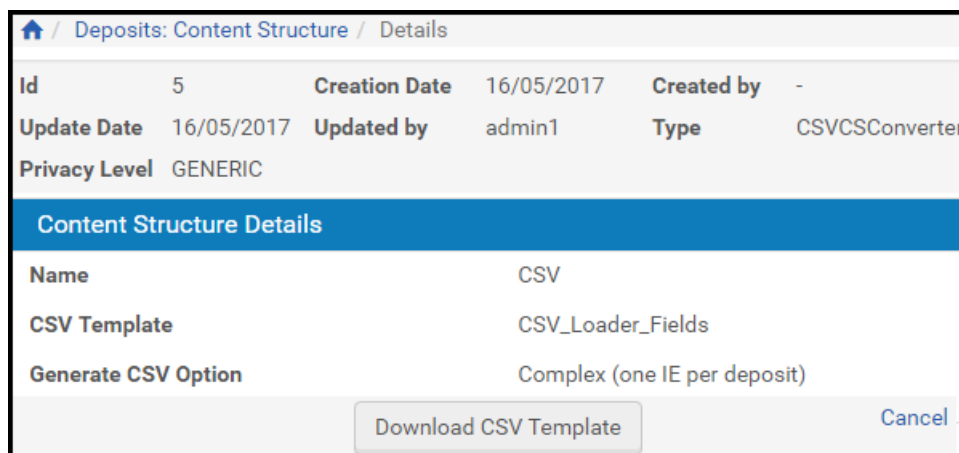 / Deposits: Content Structure / Details
Id 5 Creation Date 16/05/2017 Created by -
Update Date 16/05/2017 Updated by admin1 Type CSVCSConverter
Privacy Level GENERIC
Content Structure Details
Name CSV
CSV Template CSV_Loader_Fields
Generate CSV Option Complex (one IE per deposit)
Download CSV Template Cancel